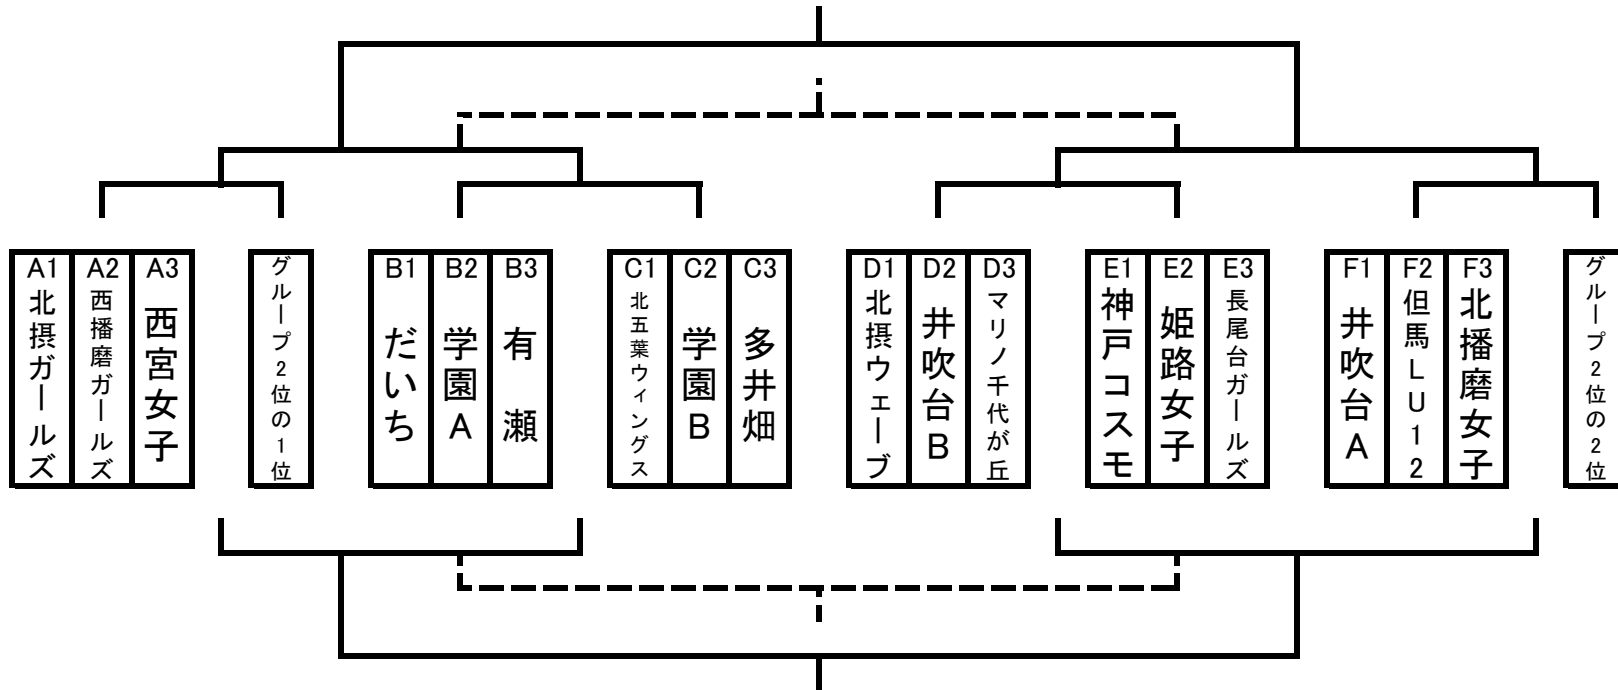 A1 北摂ガールズ
A2 西播磨ガールズ
A3 西宮女子
グループ2位の1位
B1 だいち
B2 学園A
B3 有瀬
C1 北五葉ウィングス
C2 学園B
C3 多井畑
D1 北摂ウェーブ
D2 井吹台B
D3 マリノ千代が丘
E1 神戸コスモ
E2 姫路女子
E3 長尾台ガールズ
F1 井吹台A
F2 但馬LU12
F3 北播磨女子
グループ2位の2位